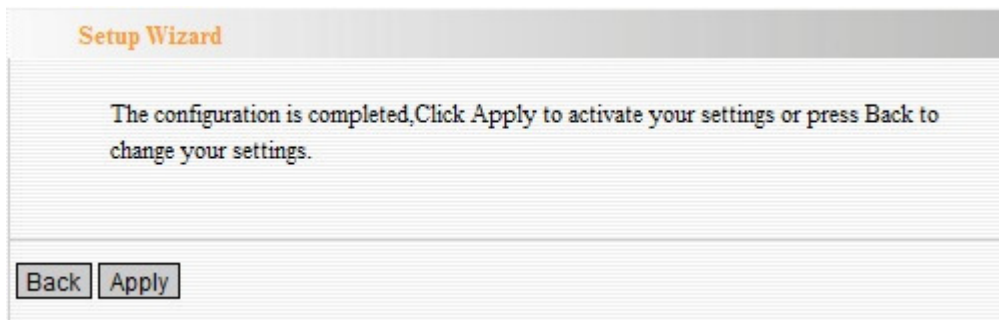 Setup Wizard
The configuration is completed,Click Apply to activate your settings or press Back to
change your settings.
Back Apply